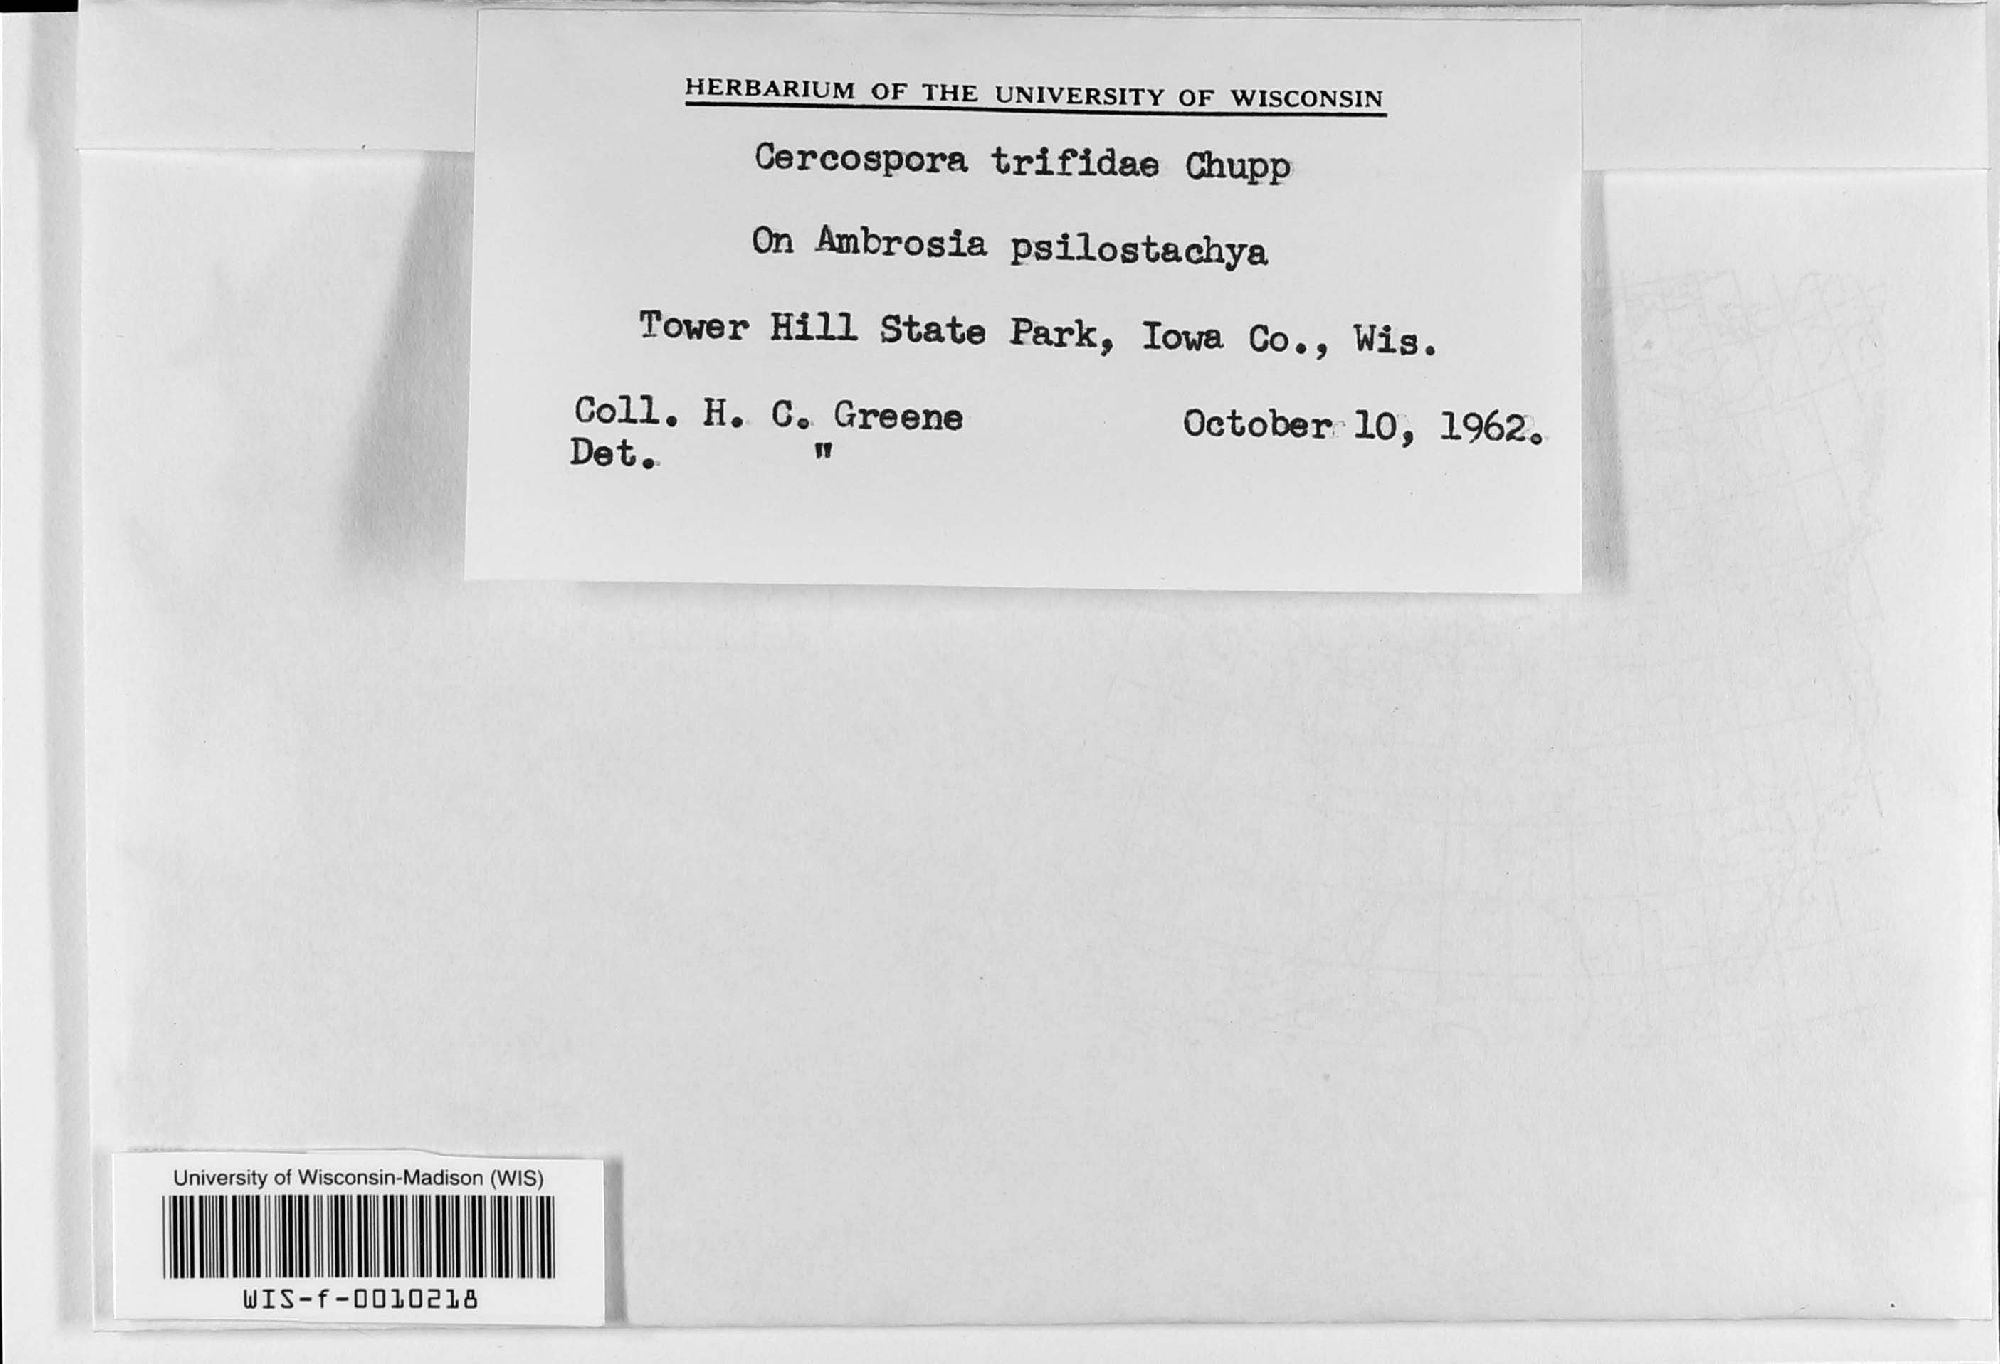 HERBARIUM OF THE UNIVERSITY OF WISCONSIN
Cercospora trifidae Chupp
On Ambrosia psilostachya
Tower Hill State Park, Iowa Co., Wis.
Coll. H. C. Greene October 10, 1962.
Det. "
University of Wisconsin-Madison (WIS)
WIS-f-0010218